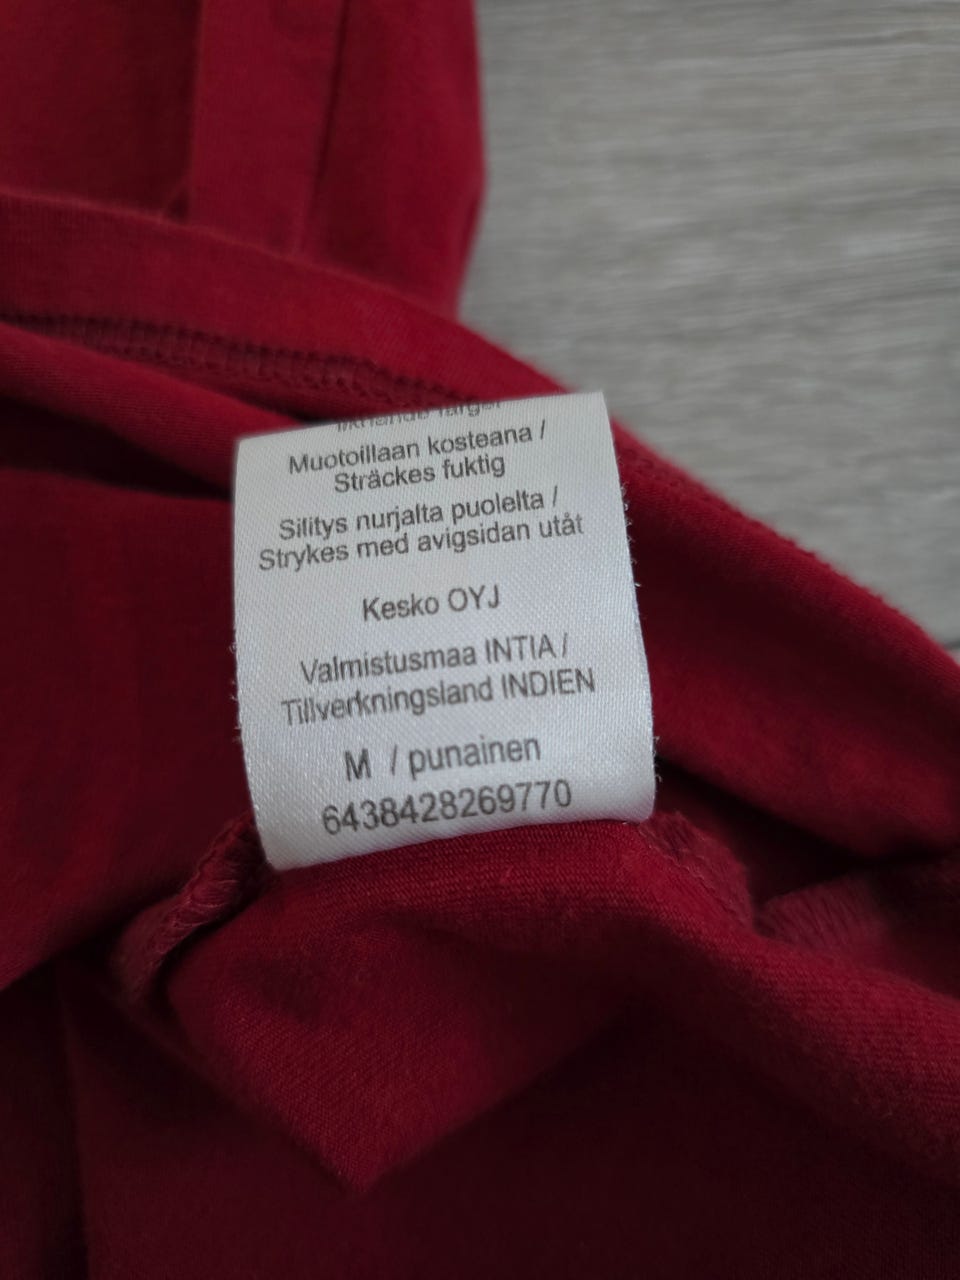 Muotoillaan kosteana /
Sträckes fuktig
Silitys nurjalta puolelta /
Strykes med avigsidan utåt
Kesko OYJ
Valmistusmaa INTIA /
Tillverkningsland INDIEN
M / punainen
6438428269770